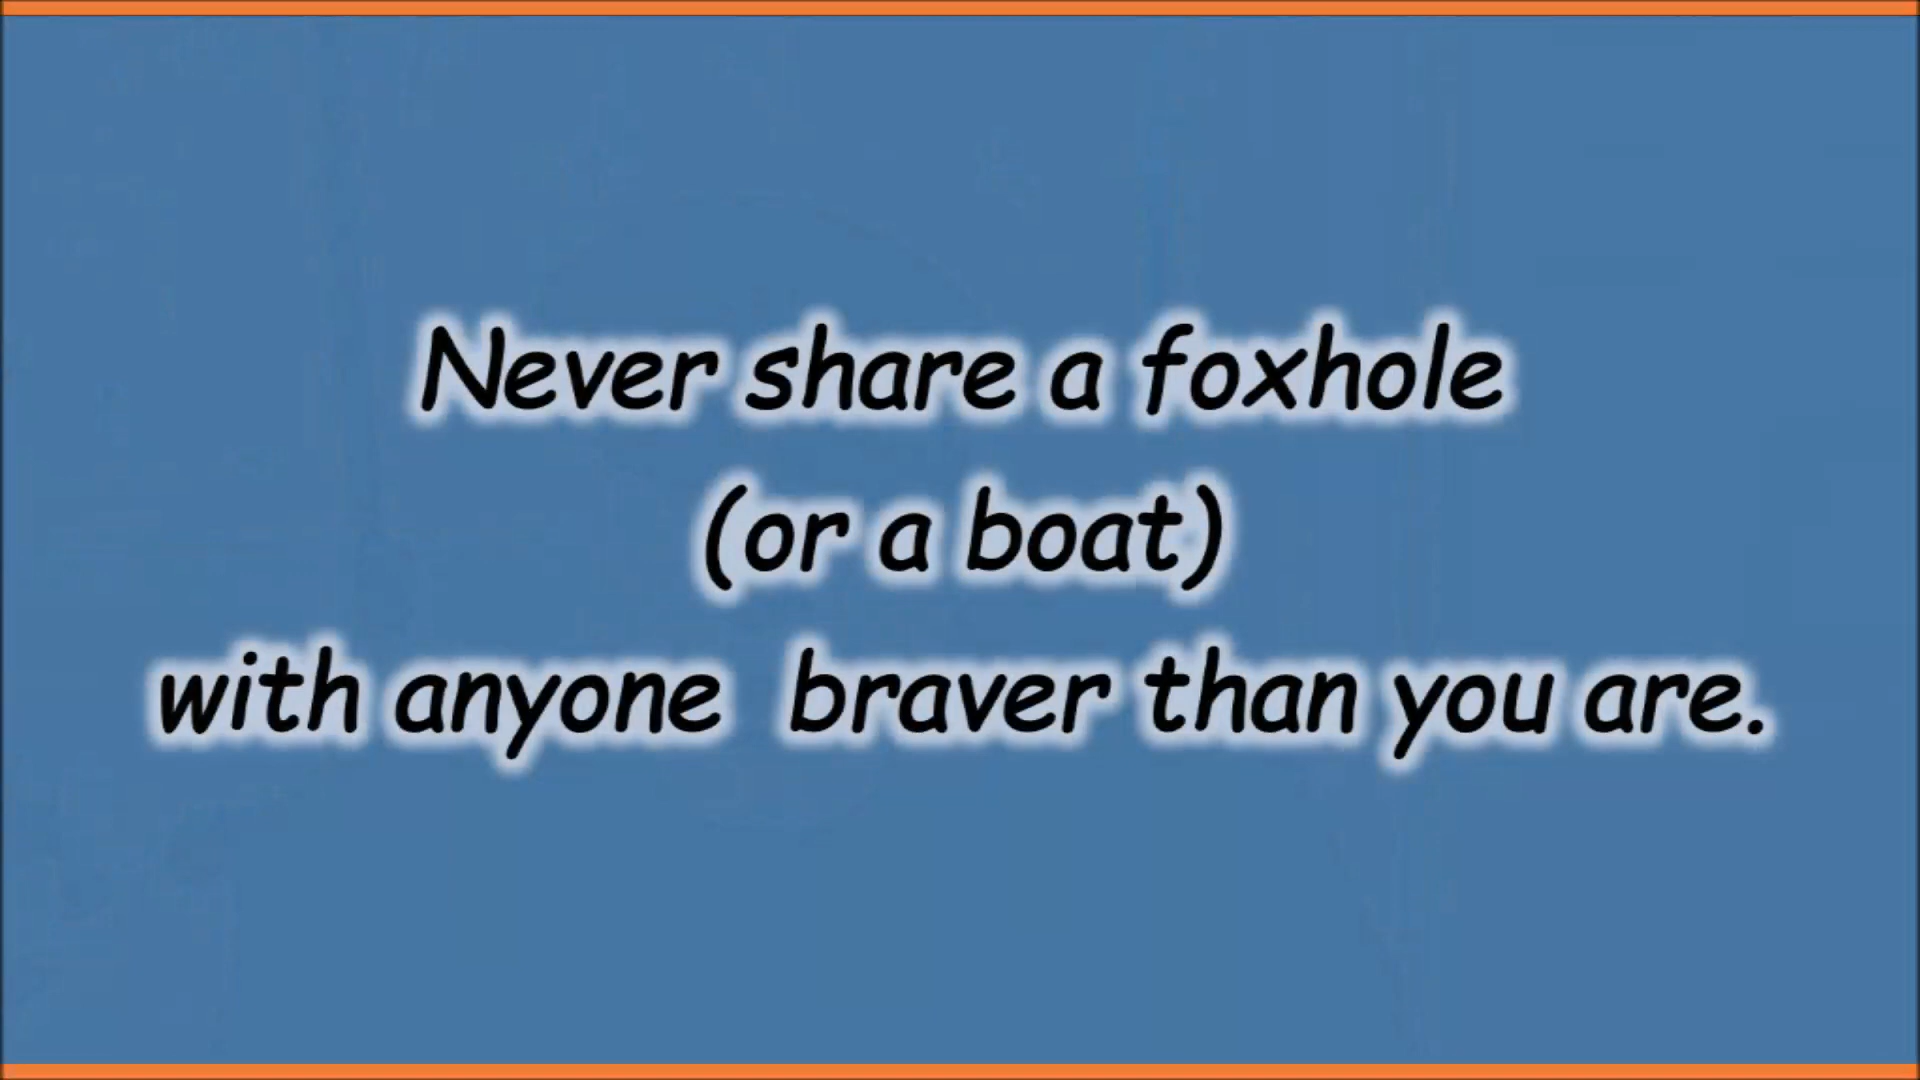 Never share a foxhole
(or a boat)
with anyone  braver than you are.